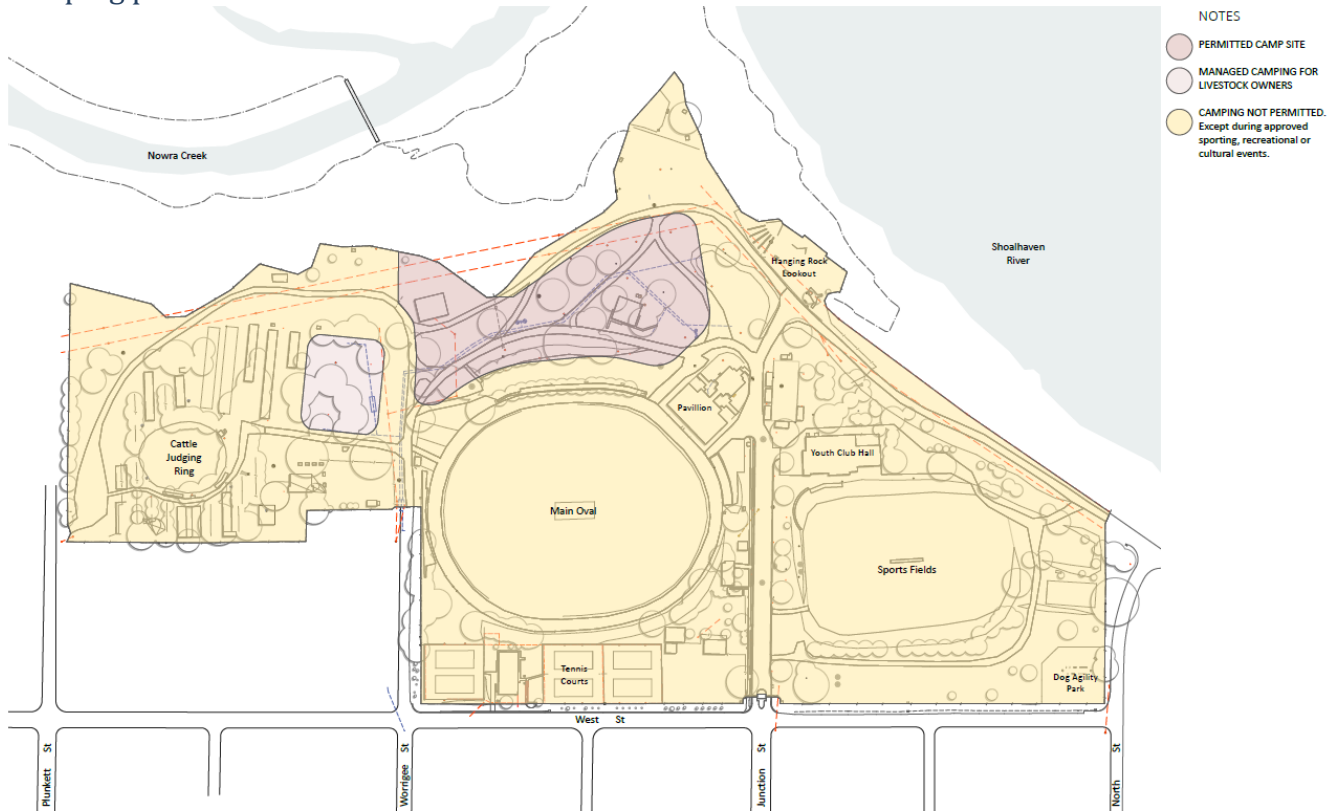 NOTES
PERMITTED CAMP SITE
MANAGED CAMPING FOR
LIVESTOCK OWNERS
CAMPING NOT PERMITTED.
Except during approved
sporting, recreational or
cultural events.
Nowra Creek
Shoalhaven
River
Hanging Rock
Lookout
Pavillion
Cattle
Judging
Ring
Youth Club Hall
Main Oval
Sports Fields
Tennis
Courts
Dog Agility
Park
West St
Plunkett St
Worrigee St
Junction St
North St